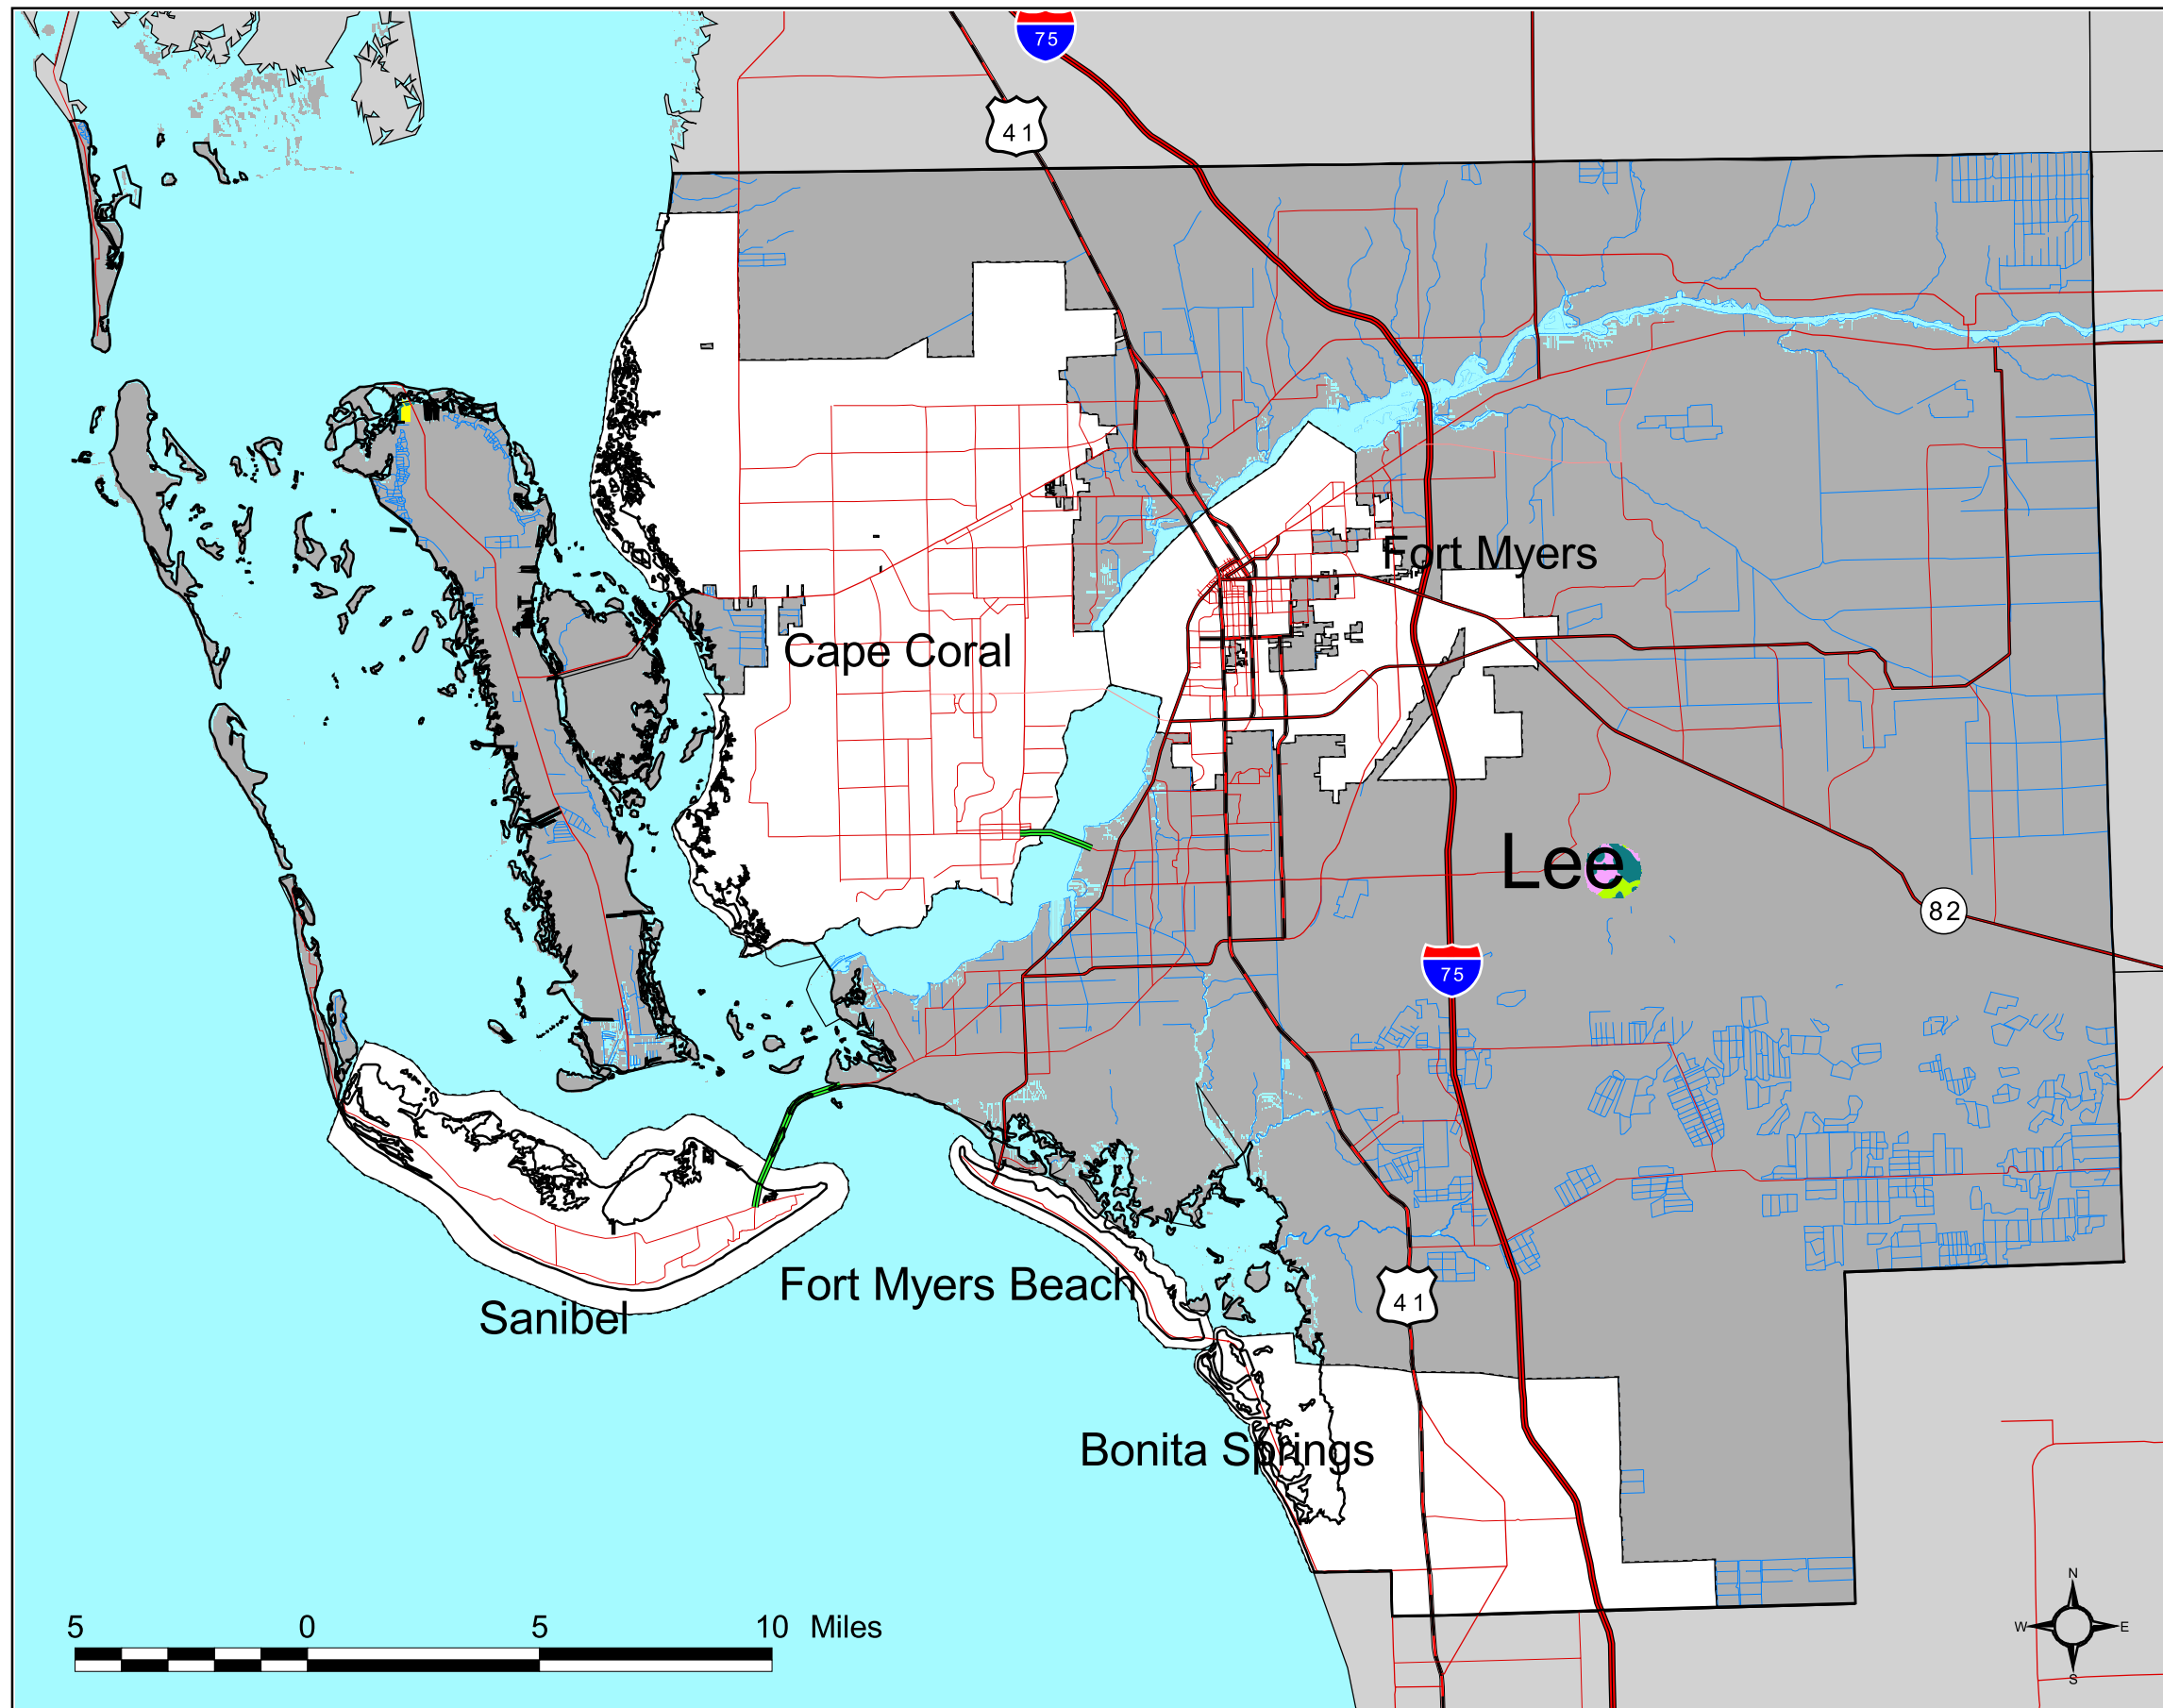 75
41
Fort Myers
Cape Coral
Lee
82
75
Fort Myers Beach
41
Sanibel
Bonita Springs
N
W E
S
5 0 5 10 Miles